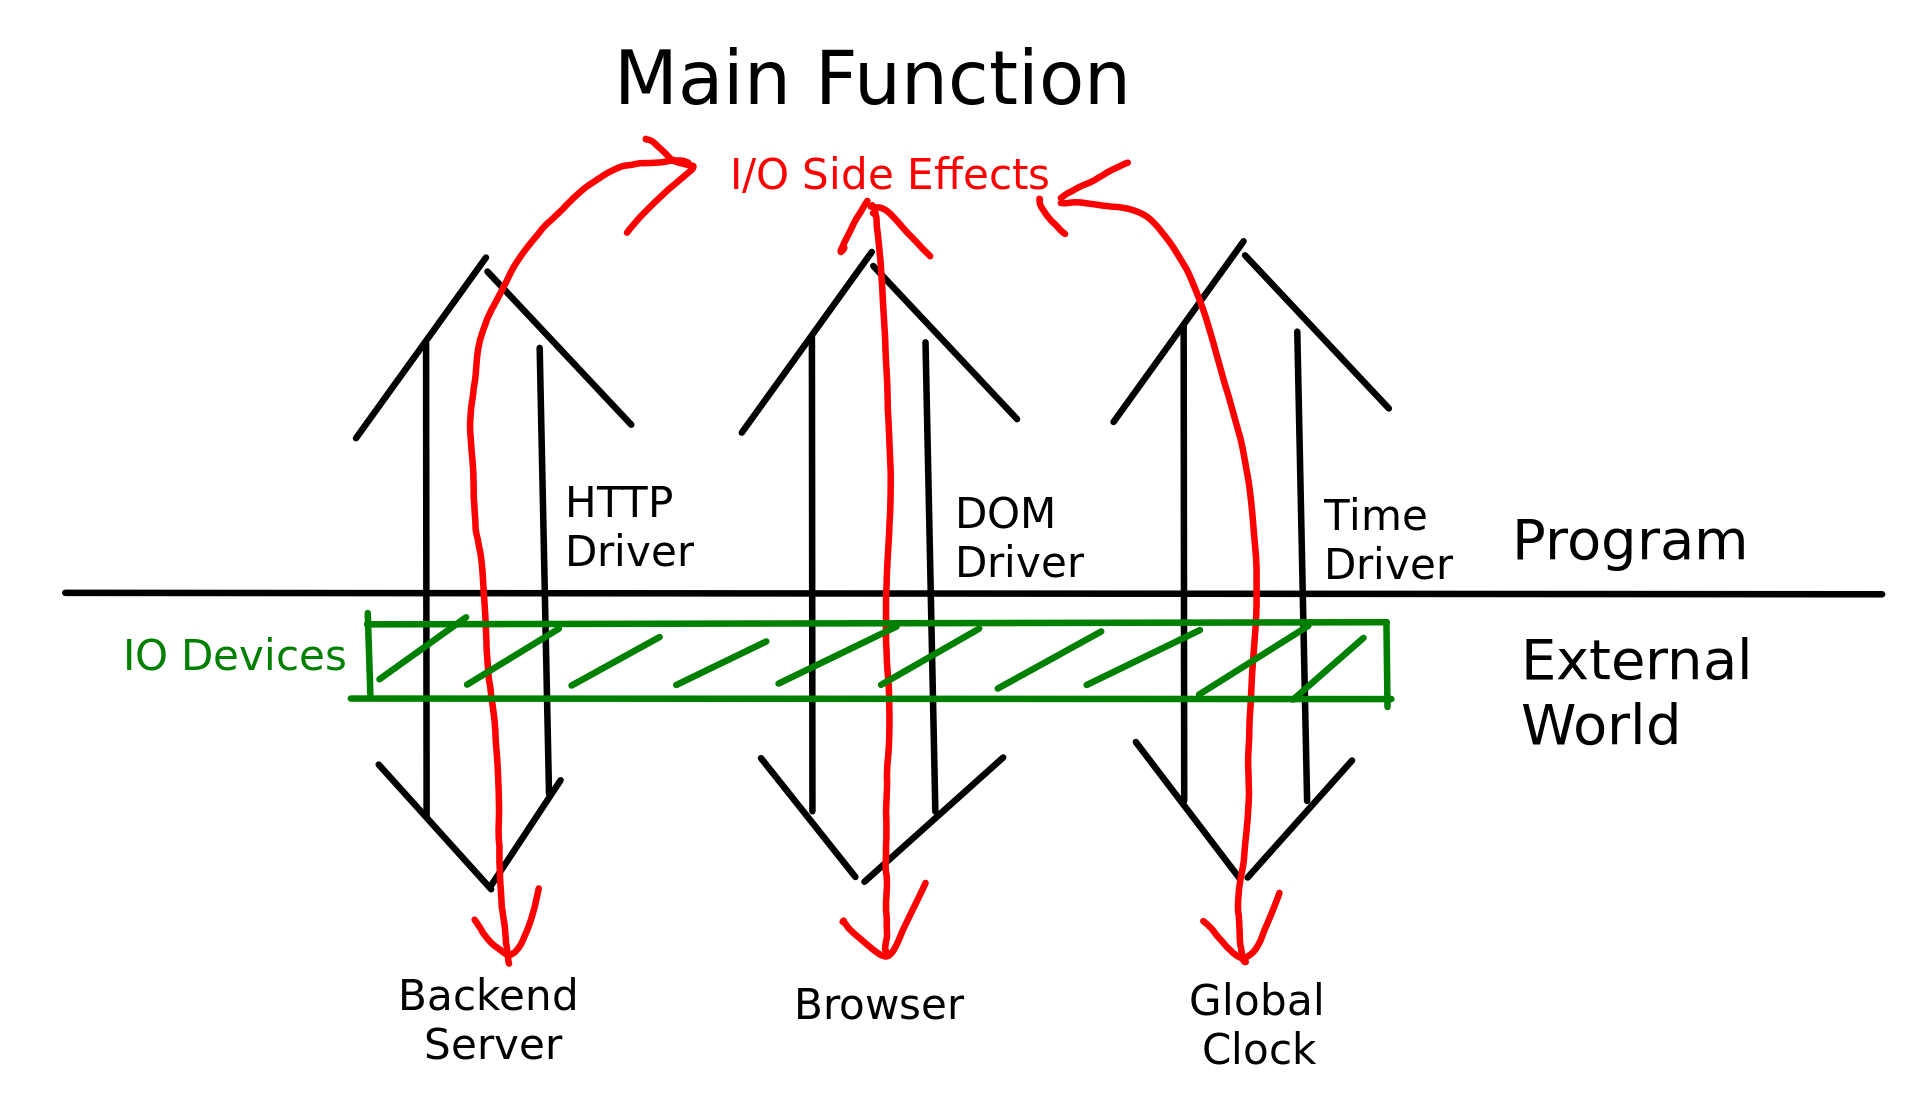 Main Function
I/O Side Effects
HTTP
Driver
DOM
Driver
Time
Driver
Program
IO Devices
External
World
Backend
Server
Browser
Global
Clock